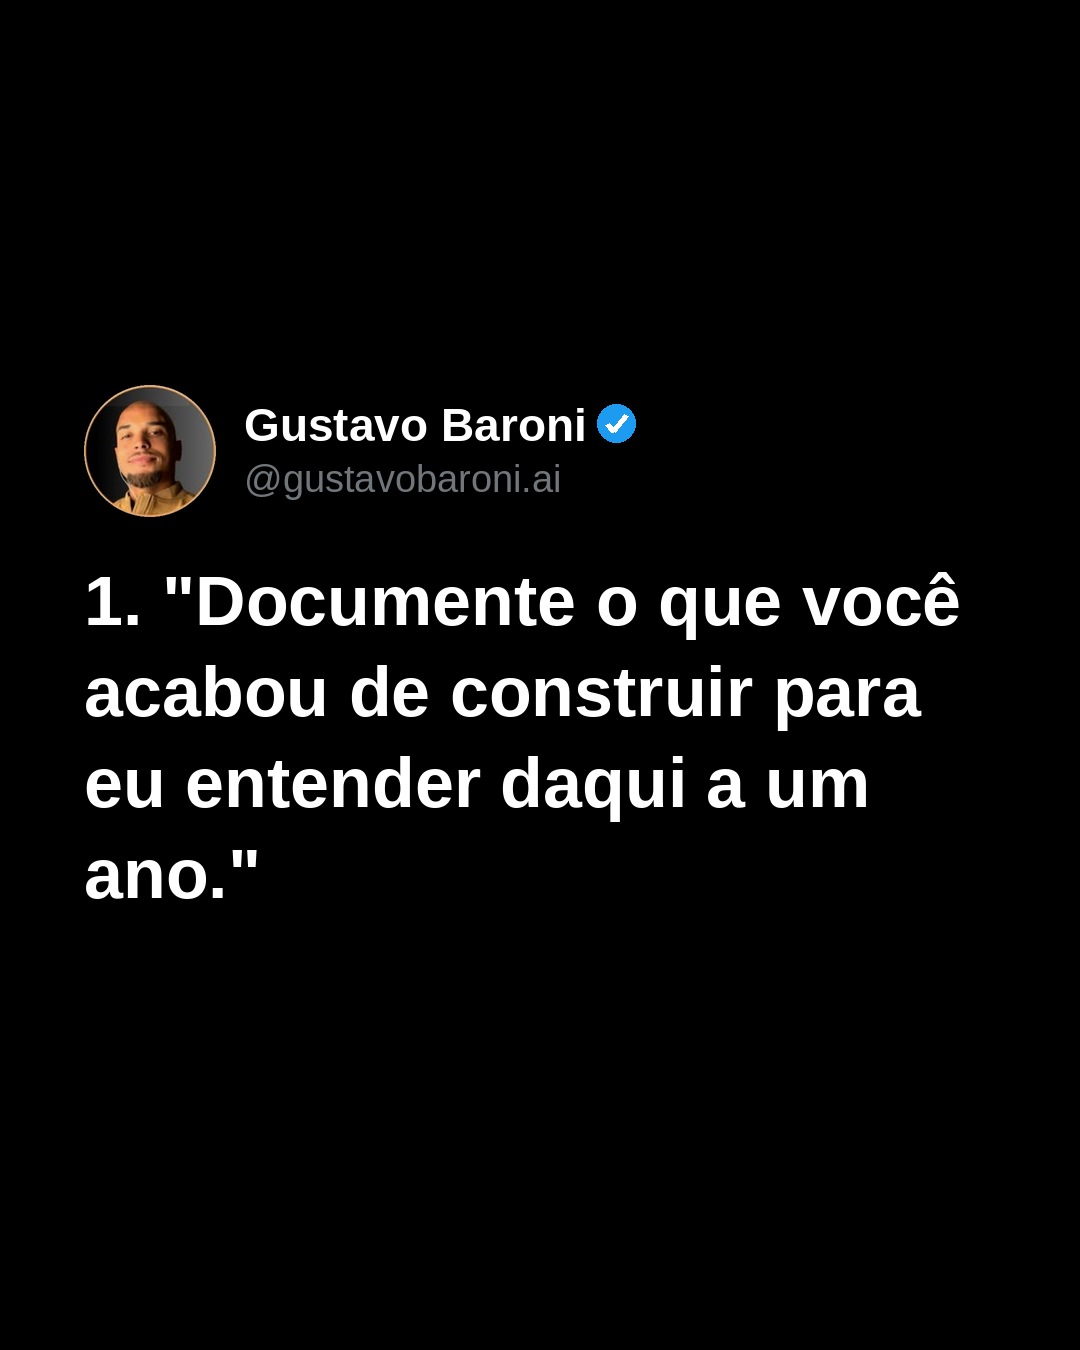 Gustavo Baroni
@gustavobaroni.ai
1. "Documente o que você
acabou de construir para
eu entender daqui a um
ano."